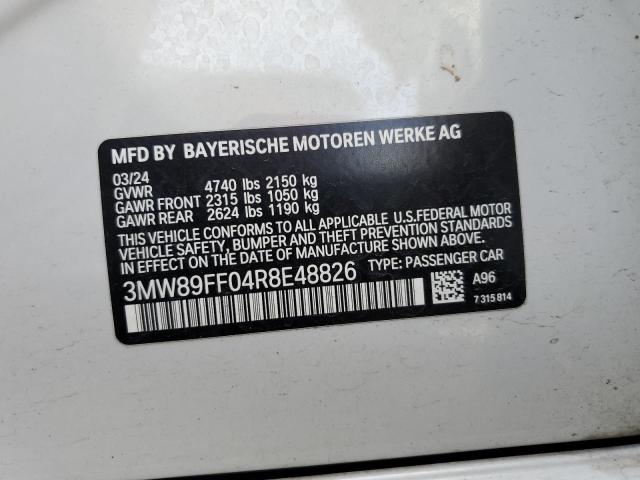 MFD BY BAYERISCHE MOTOREN WERKE AG
03/24
GVWR 4740 lbs 2150 kg
GAWR FRONT 2315 lbs 1050 kg
GAWR REAR 2624 lbs 1190 kg
THIS VEHICLE CONFORMS TO ALL APPLICABLE U.S.FEDERAL MOTOR
VEHICLE SAFETY, BUMPER AND THEFT PREVENTION STANDARDS
IN EFFECT ON THE DATE OF MANUFACTURE SHOWN ABOVE.
3MW89FF04R8E48826 TYPE: PASSENGER CAR
A96
7 315 814